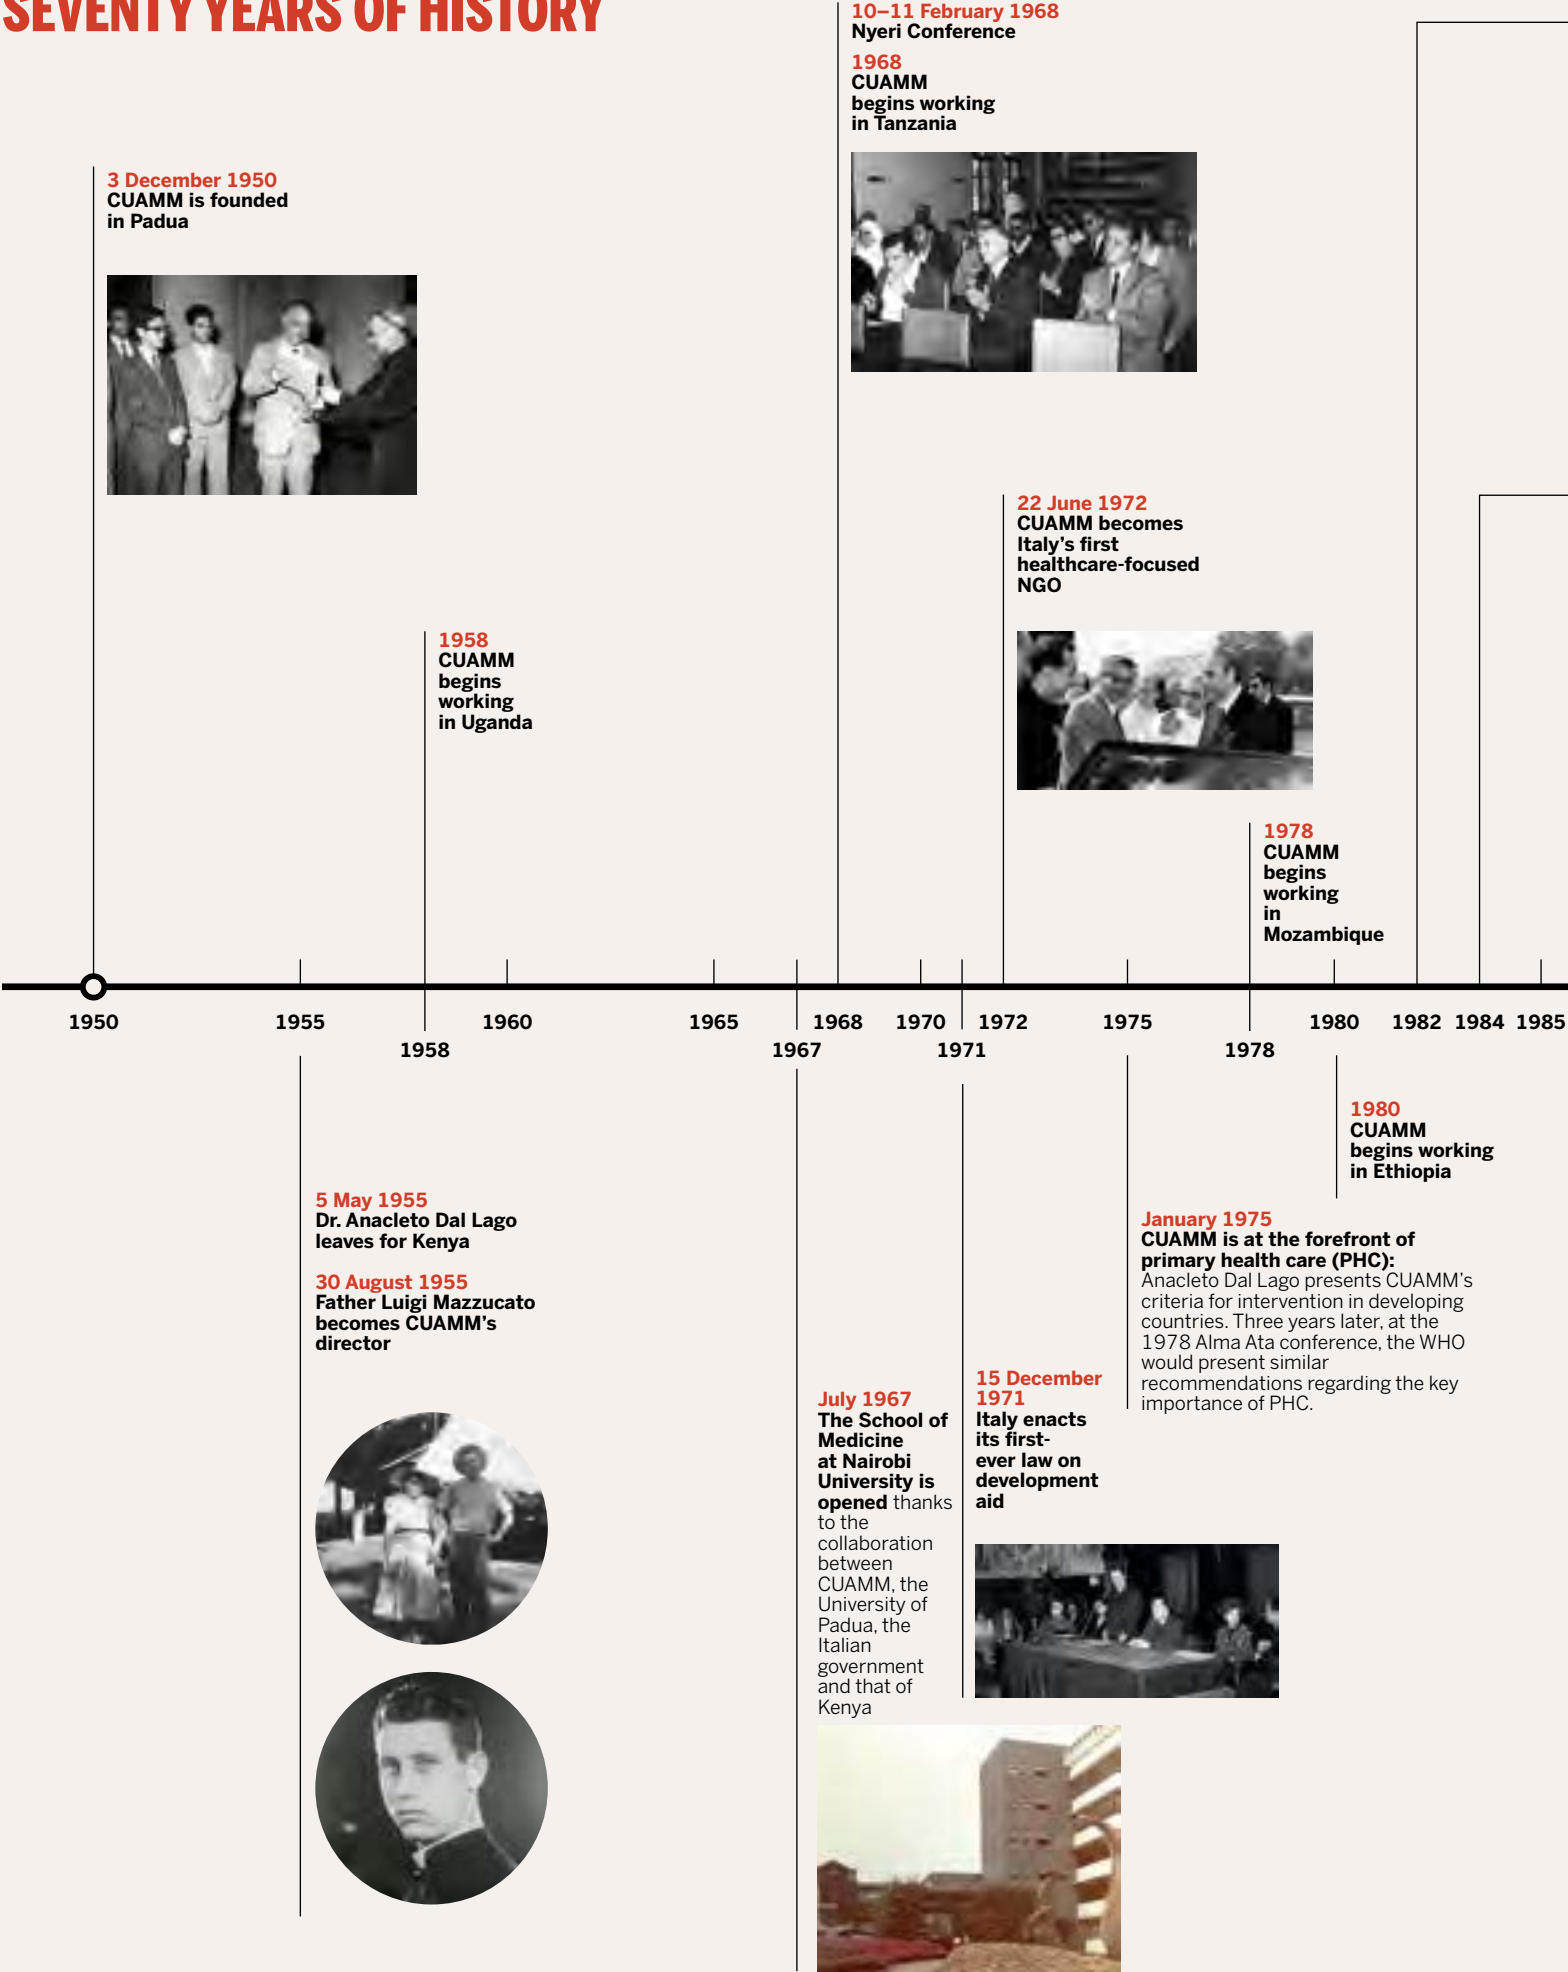 SEVENTY YEARS OF HISTORY
10–11 February 1968
Nyeri Conference
1968
CUAMM
begins working
in Tanzania
3 December 1950
CUAMM is founded
in Padua
22 June 1972
CUAMM becomes
Italy’s first
healthcare-focused
NGO
1958
CUAMM
begins
working
in Uganda
1978
CUAMM
begins
working
in
Mozambique
1950 1955 1960 1965 1968 1970 1972 1975 1980 1982 1984 1985
1958 1967 1971 1978
1980
CUAMM
begins working
in Ethiopia
5 May 1955
Dr. Anacleto Dal Lago
leaves for Kenya
30 August 1955
Father Luigi Mazzucato
becomes CUAMM’s
director
January 1975
CUAMM is at the forefront of
primary health care (PHC):
Anacleto Dal Lago presents CUAMM’s
criteria for intervention in developing
countries. Three years later, at the
1978 Alma Ata conference, the WHO
would present similar
recommendations regarding the key
importance of PHC.
July 1967
The School of
Medicine
at Nairobi
University is
opened thanks
to the
collaboration
between
CUAMM, the
University of
Padua, the
Italian
government
and that of
Kenya
15 December
1971
Italy enacts
its first-
ever law on
development
aid